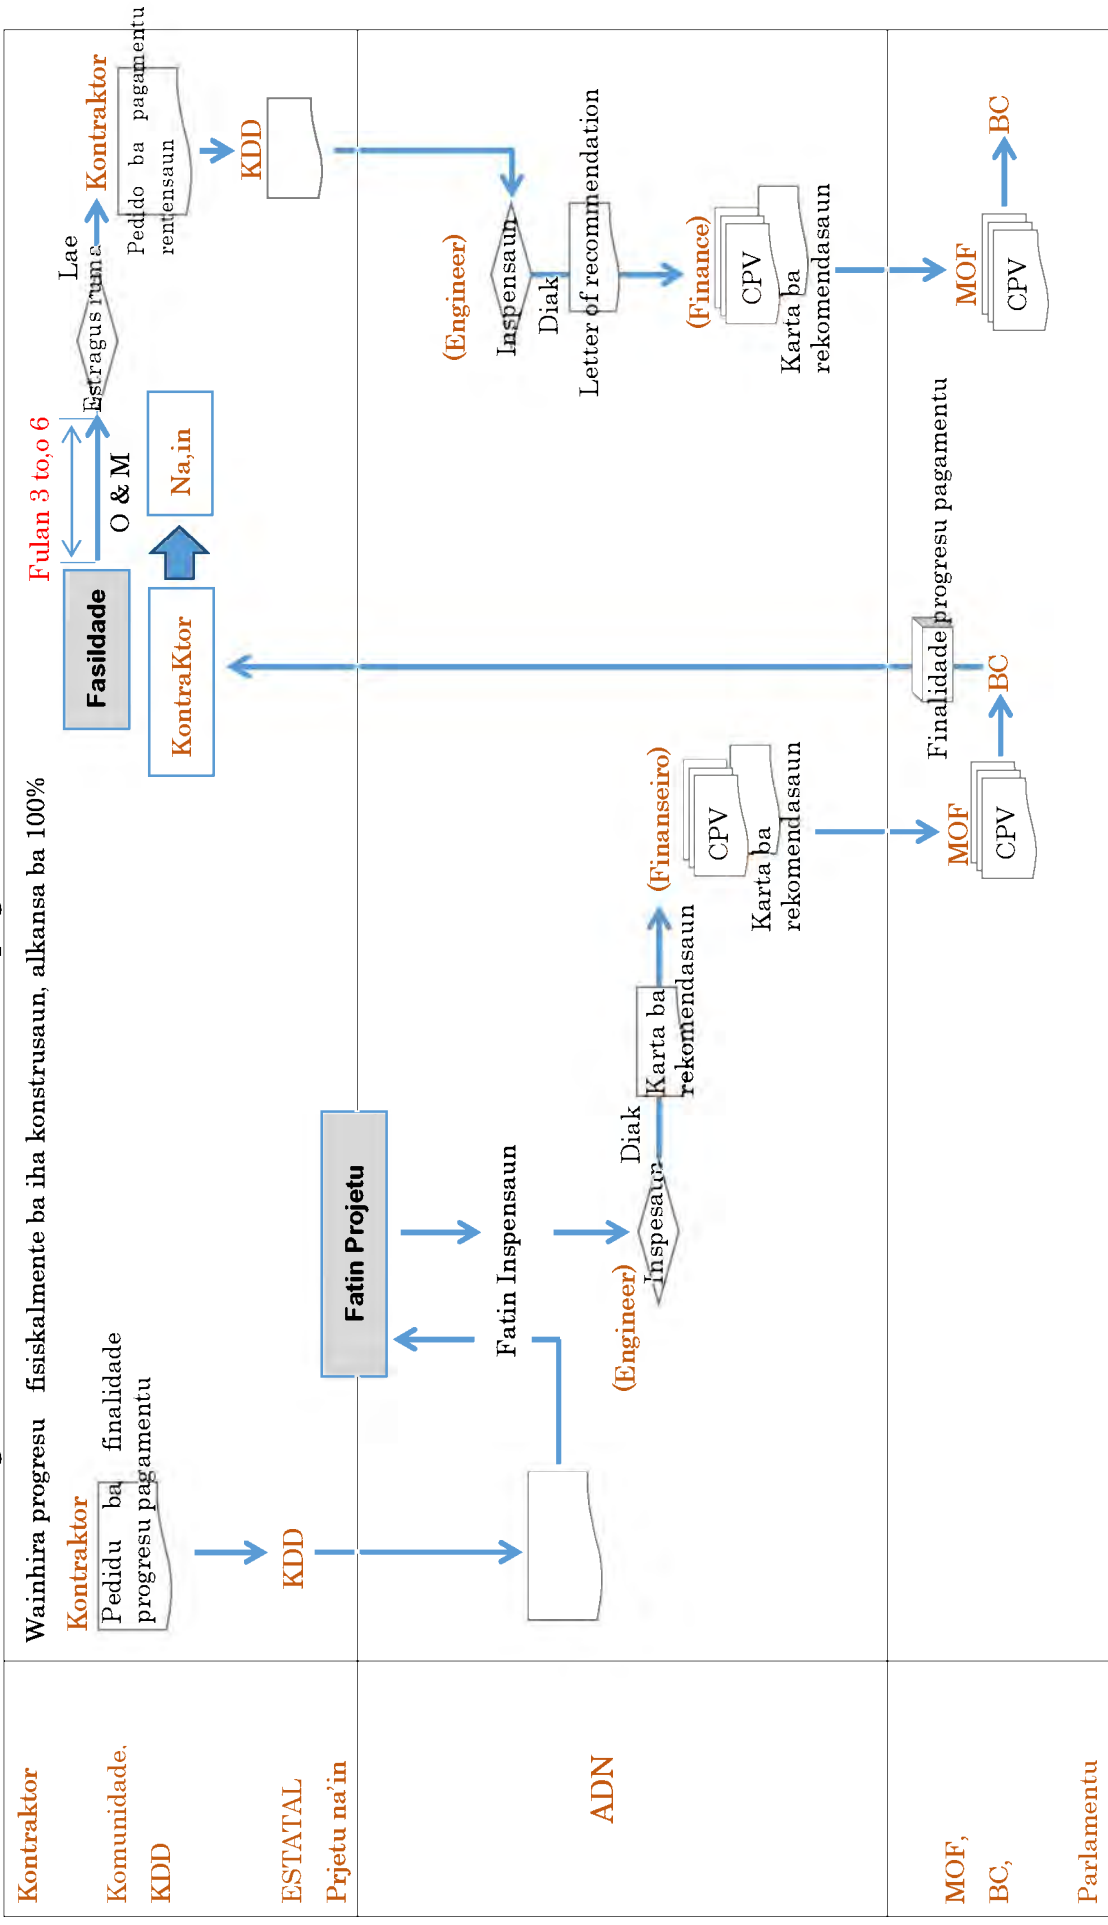 Wainhira progresu fisiskalmente ba iha konstrusaun, alkansa ba 100%
Kontraktor
Komunidade,
KDD
ESTATAL
Prjetu na'in
ADN
MOF,
BC,
Parlamentu
Kontraktor
Pedidu ba finalidade
progresu pagamentu
KDD
Fatin Projetu
Fatin Inspensaun
(Engineer)
Inspesaun
Diak
Karta ba
rekomendasaun
(Finanseiro)
CPV
Karta ba
rekomendasaun
MOF
CPV
BC
Finalidade progresu pagamentu
KontraKtor
Na,in
Fasildade
Fulan 3 to,o 6
O & M
Estragus ruma
Lae
Kontraktor
Pedido ba pagamentu
rentensaun
KDD
(Engineer)
Inspensaun
Diak
Letter of recommendation
(Finance)
CPV
Karta ba
rekomendasaun
MOF
CPV
BC